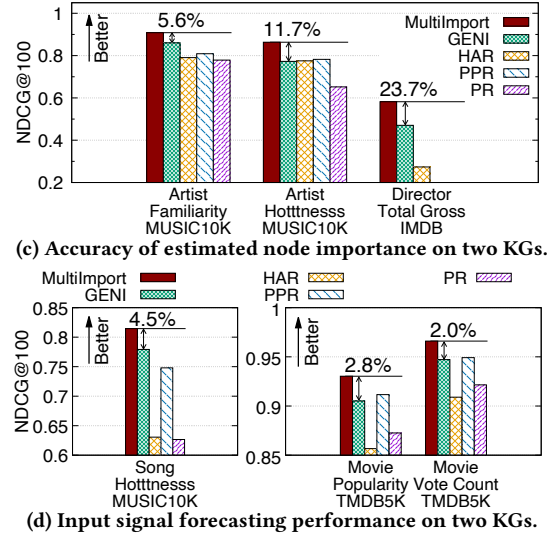 MultiImport
GENI
HAR
PPR
PR
Better
5.6%
11.7%
23.7%
NDCG@100
1
0.8
0.6
0.4
0.2
Artist
Familiarity
MUSIC10K
Artist
Hotttnesss
MUSIC10K
Director
Total Gross
IMDB
(c) Accuracy of estimated node importance on two KGs.
MultiImport
GENI
HAR
PPR
PR
NDCG@100
0.85
0.8
0.75
0.7
0.65
0.6
Better
4.5%
Song
Hotttnesss
MUSIC10K
0.95
0.9
0.85
Better
2.8%
2.0%
Movie
Popularity
TMDB5K
Movie
Vote Count
TMDB5K
(d) Input signal forecasting performance on two KGs.